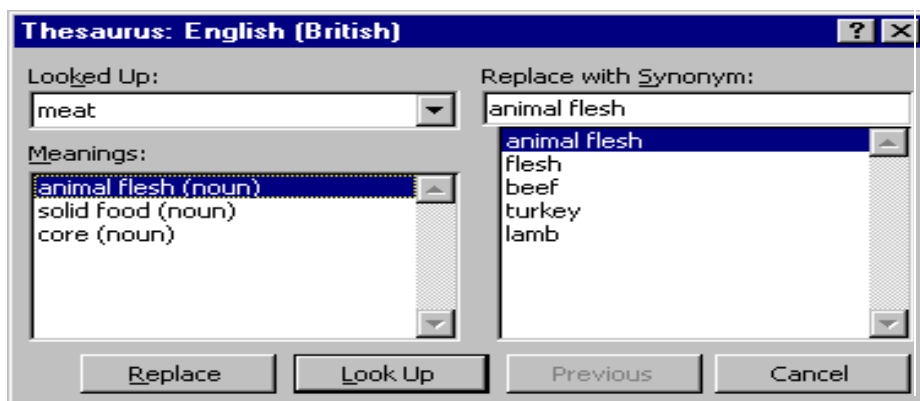 Thesaurus: English (British)
Looked Up:
meat
Meanings:
animal flesh (noun)
solid food (noun)
core (noun)
Replace with Synonym:
animal flesh
animal flesh
flesh
beef
turkey
lamb
Replace
Look Up
Previous
Cancel